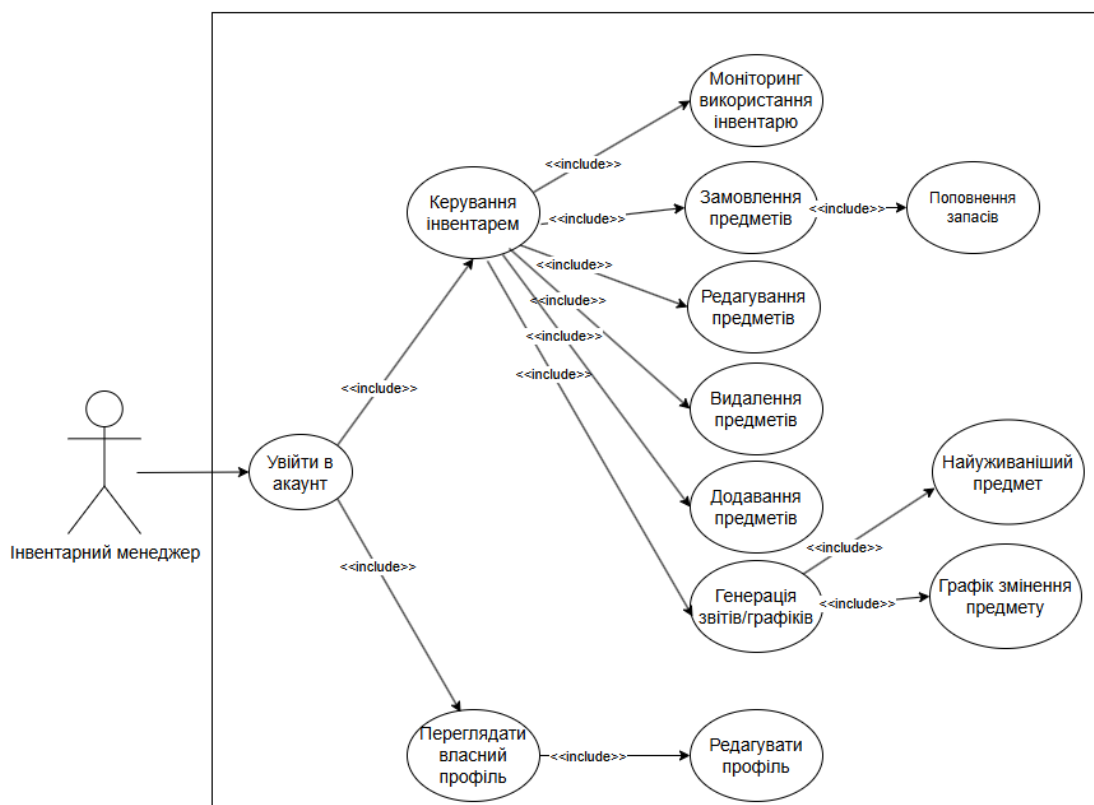 Моніторинг
використання
інвентарю
<<include>>
Керування
інвентарем
<<include>>
Замовлення
предметів
<<include>>
Поповнення
запасів
<<include>>
Редагування
предметів
<<include>>
<<include>>
<<include>>
<<include>>
Видалення
предметів
Увійти в
акаунт
Інвентарний менеджер
Додавання
предметів
Найуживаніший
предмет
<<include>>
<<include>>
Генерація
звітів/графіків
<<include>>
Графік змінення
предмету
Переглядати
власний
профіль
<<include>>
Редагувати
профіль